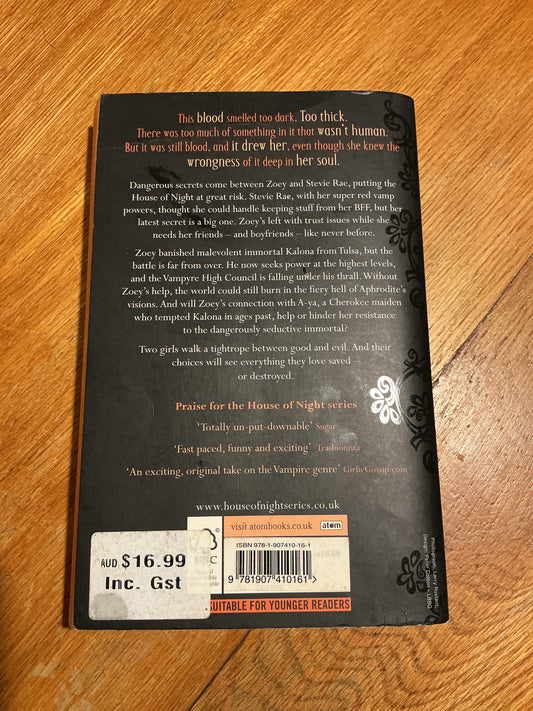 This blood smelled too dark. Too thick.
There was too much of something in it that wasn't human.
But it was still blood, and it drew her, even though she knew the
wrongness of it deep in her soul.
Dangerous secrets come between Zoey and Stevie Rae, putting the
House of Night at great risk. Stevie Rae, with her super red vamp
powers, thought she could handle keeping stuff from her BFF, but her
latest secret is a big one. Zoey's left with trust issues while she
needs her friends – and boyfriends – like never before.
Zoey banished malevolent immortal Kalona from Tulsa, but the
battle is far from over. He now seeks power at the highest levels,
and the Vampyre High Council is falling under his thrall. Without
Zoey's help, the world could still burn in the fiery hell of Aphrodite's
visions. And will Zoey's connection with A-ya, a Cherokee maiden
who tempted Kalona in ages past, help or hinder her resistance
to the dangerously seductive immortal?
Two girls walk a tightrope between good and evil. And their
choices will see everything they love saved –
or destroyed.
Praise for the House of Night series
'Totally un-put-downable' Sugar
'Fast paced, funny and exciting' Trashionista
'An exciting, original take on the Vampire genre' GirlieGossip.com
www.houseofnightseries.co.uk
visit atombooks.co.uk atom
ISBN 978-1-907410-16-1
9 781907 410161 >
AUD $16.99
Inc. Gst
SUITABLE FOR YOUNGER READERS